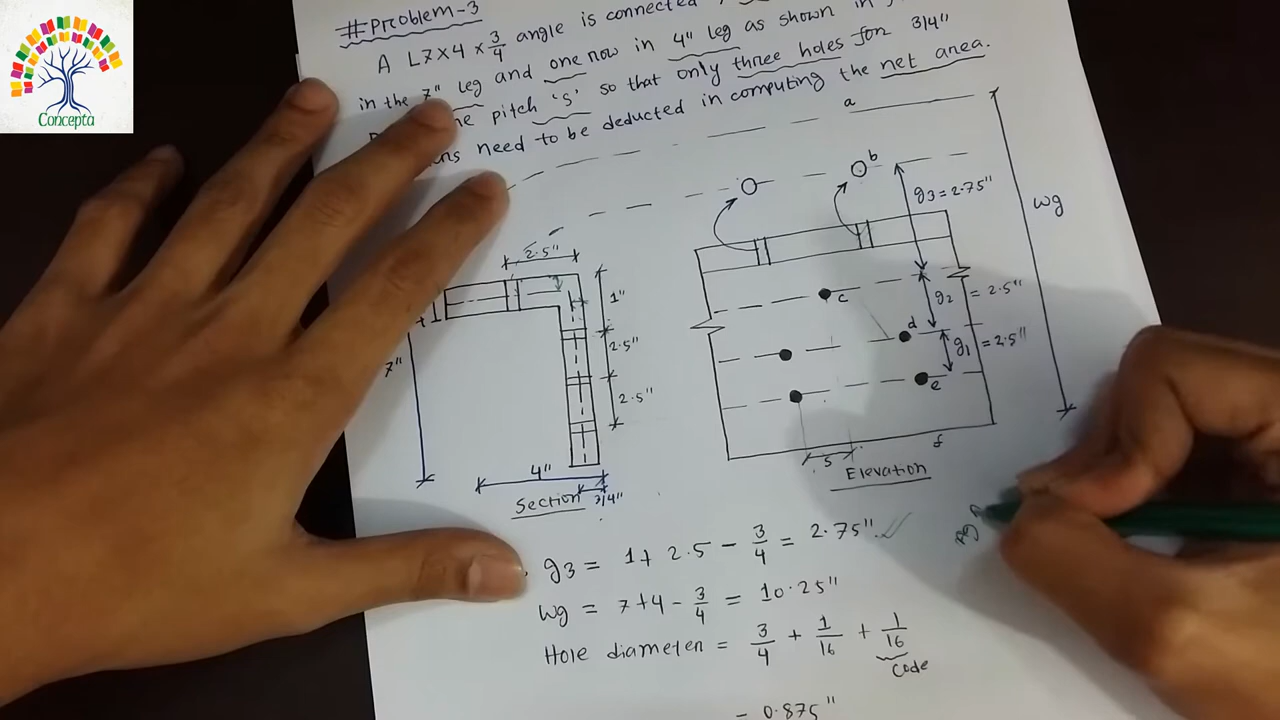 Concepta
#Problem-3
A L7×4×3/4 angle is connected
in the 7" leg and one row in 4" leg as shown in
the pitch 's' so that only three holes for 3/4"
need to be deducted in computing the net area.
a
b
g3 = 2.75"
wg
c
g2 = 2.5"
d
g1 = 2.5"
e
f
s
Elevation
2.5"
1"
2.5"
2.5"
7"
4"
3/4"
Section
g3 = 1 + 2.5 - 3/4 = 2.75"
wg = 7+4 - 3/4 = 10.25"
Hole diameter = 3/4 + 1/16 + 1/16
Code
= 0.875"